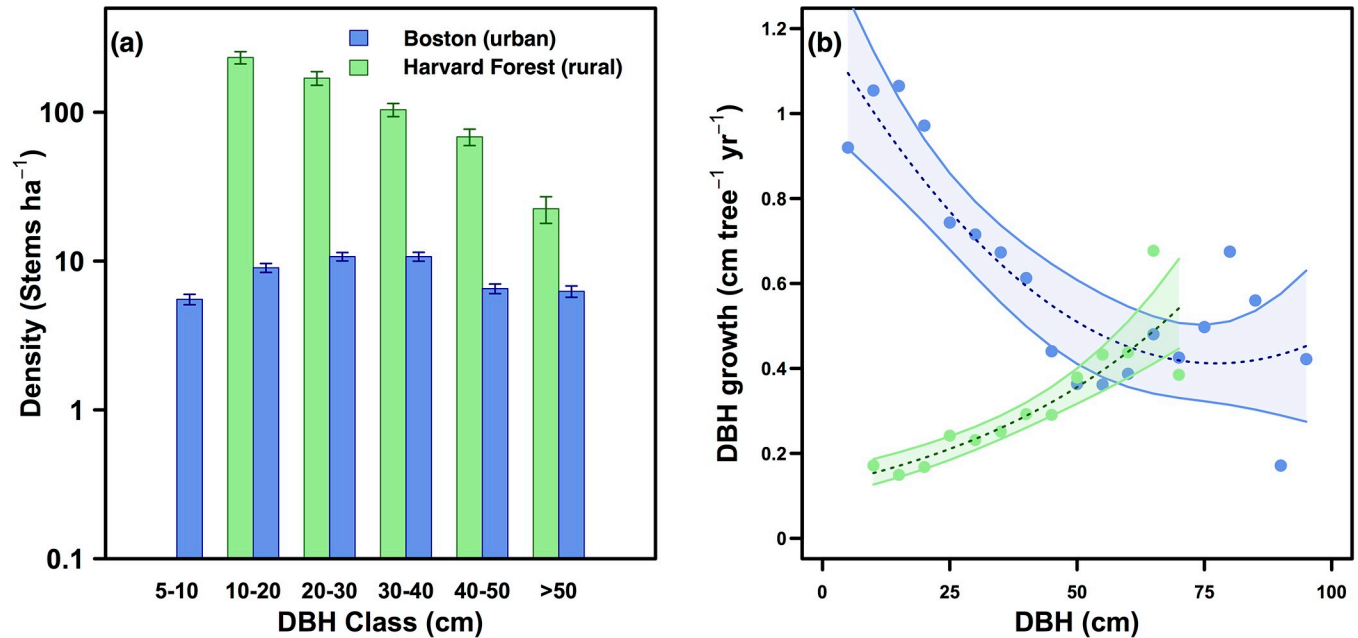 (a)
Boston (urban)
Harvard Forest (rural)
Density (Stems ha⁻¹)
100
10
1
0.1
5-10 10-20 20-30 30-40 40-50 >50
DBH Class (cm)
(b)
DBH growth (cm tree⁻¹ yr⁻¹)
1.2
1
0.8
0.6
0.4
0.2
0
0 25 50 75 100
DBH (cm)